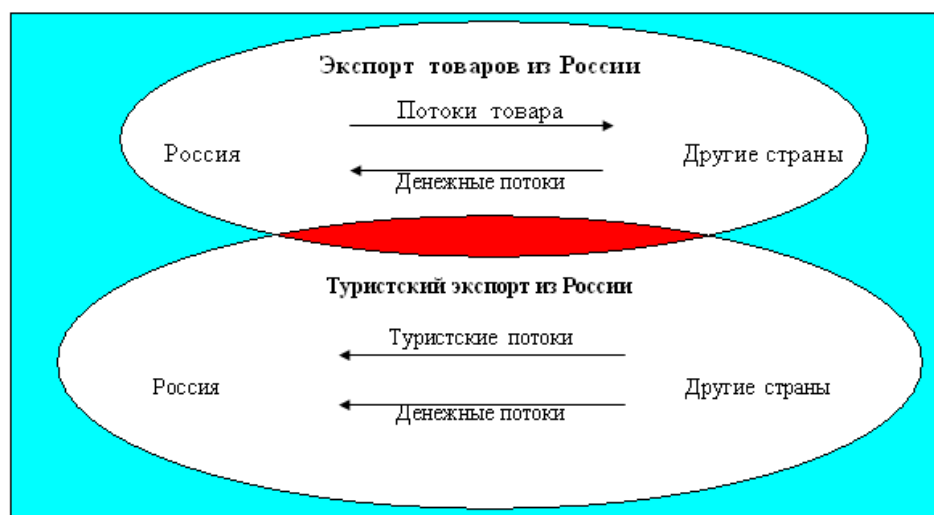 Экспорт товаров из России
Потоки товара
Россия
Другие страны
Денежные потоки
Туристский экспорт из России
Туристские потоки
Россия
Другие страны
Денежные потоки